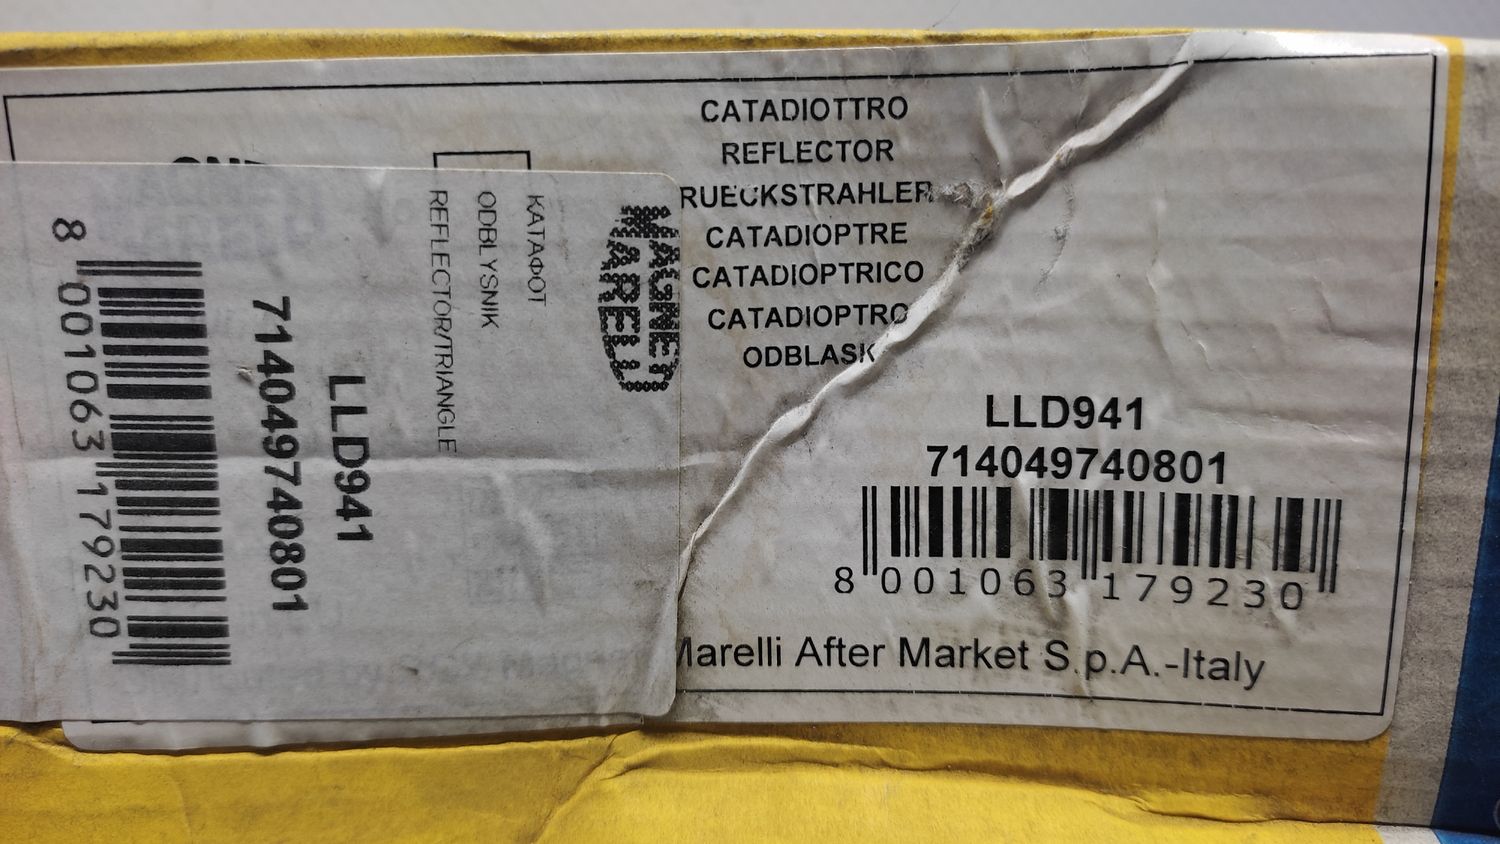 CATADIOTTRO
REFLECTOR
RUECKSTRAHLER
CATADIOPTRE
CATADIOPTRICO
CATADIOPTRO
ODBLASK
LLD941
714049740801
8 001063 179230
Marelli After Market S.p.A.-Italy
MAGNETI
MARELLI
КАТАФОТ
ODBLYSNIK
REFLECTOR/TRIANGLE
LLD941
714049740801
8 001063 179230